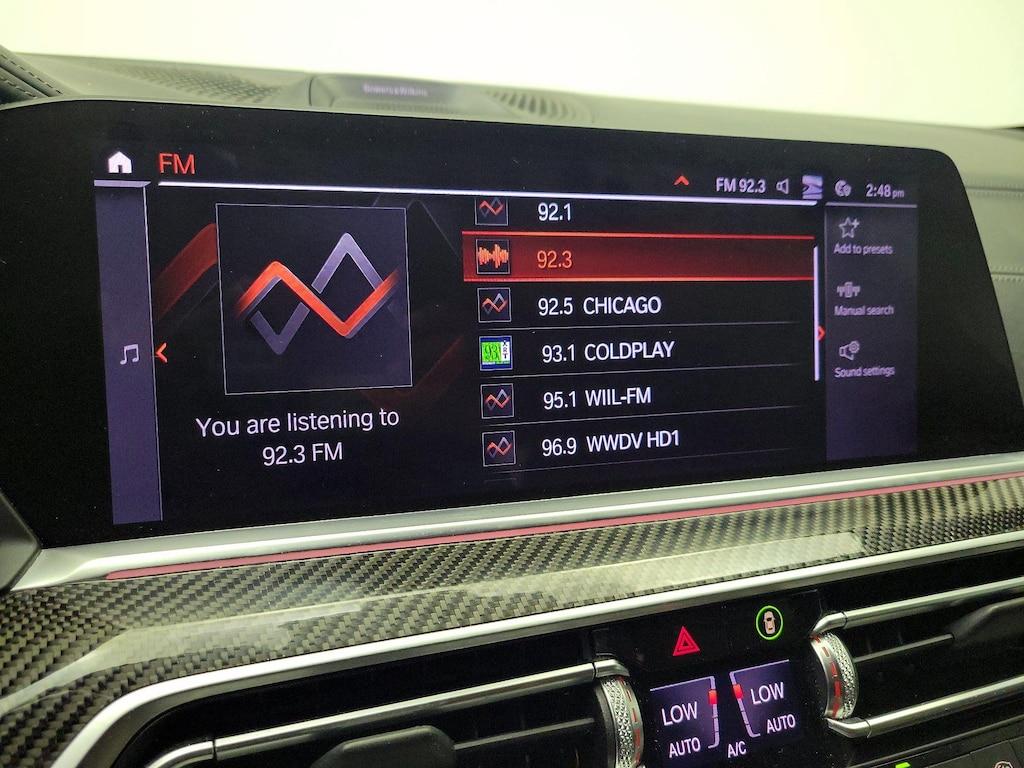 Bowers & Wilkins
FM
FM 92.3
2:48 pm
92.1
92.3
92.5 CHICAGO
93.1 COLDPLAY
95.1 WIIL-FM
96.9 WWDV HD1
You are listening to
92.3 FM
Add to presets
Manual search
Sound settings
LOW
AUTO
A/C
LOW
AUTO